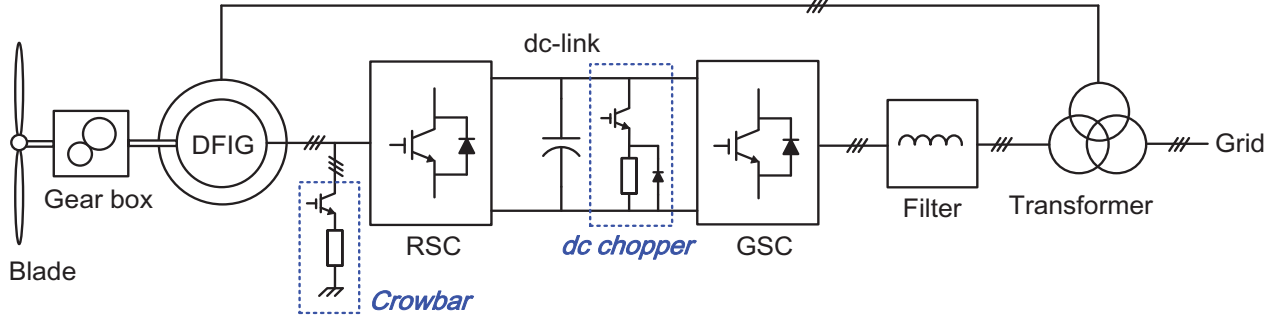 dc-link
DFIG
Grid
Gear box
Filter
Transformer
RSC
dc chopper
GSC
Blade
Crowbar